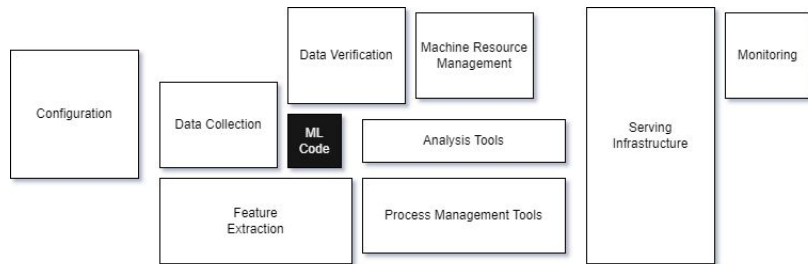 Configuration
Data Collection
Feature
Extraction
Data Verification
ML
Code
Machine Resource
Management
Analysis Tools
Process Management Tools
Serving
Infrastructure
Monitoring